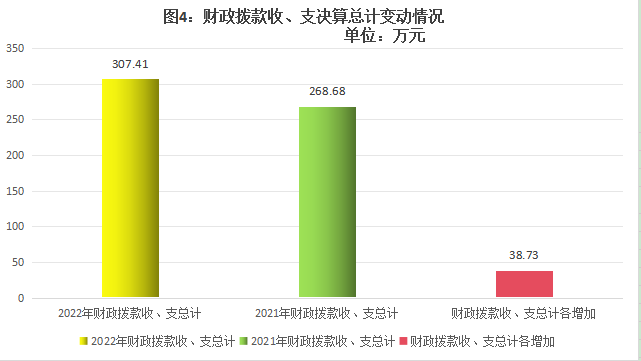 图4：财政拨款收、支决算总计变动情况
单位：万元
350
300
250
200
150
100
50
0
307.41
268.68
38.73
2022年财政拨款收、支总计
2021年财政拨款收、支总计
财政拨款收、支总计各增加
2022年财政拨款收、支总计 2021年财政拨款收、支总计 财政拨款收、支总计各增加